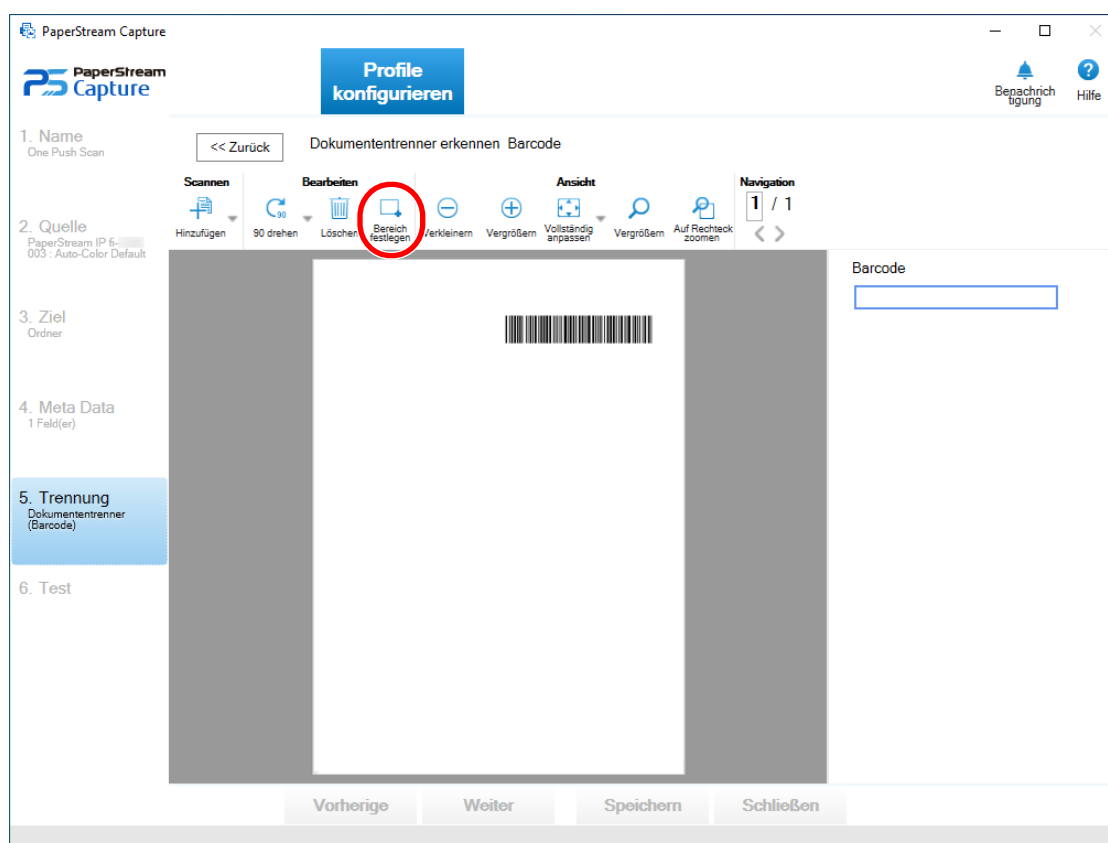 PaperStream Capture
PaperStream
Capture
Profile
konfigurieren
Benachrich
tigung
Hilfe
1. Name
One Push Scan
2. Quelle
PaperStream IP fi-
003 : Auto-Color Default
3. Ziel
Ordner
4. Meta Data
1 Feld(er)
5. Trennung
Dokumententrenner
(Barcode)
6. Test
<< Zurück
Dokumententrenner erkennen Barcode
Scannen
Bearbeiten
Ansicht
Navigation
90
1 / 1
Hinzufügen
90 drehen
Löschen
Bereich
festlegen
Verkleinern
Vergrößern
Vollständig
anpassen
Vergrößern
Auf Rechteck
zoomen
Barcode
Vorherige
Weiter
Speichern
Schließen